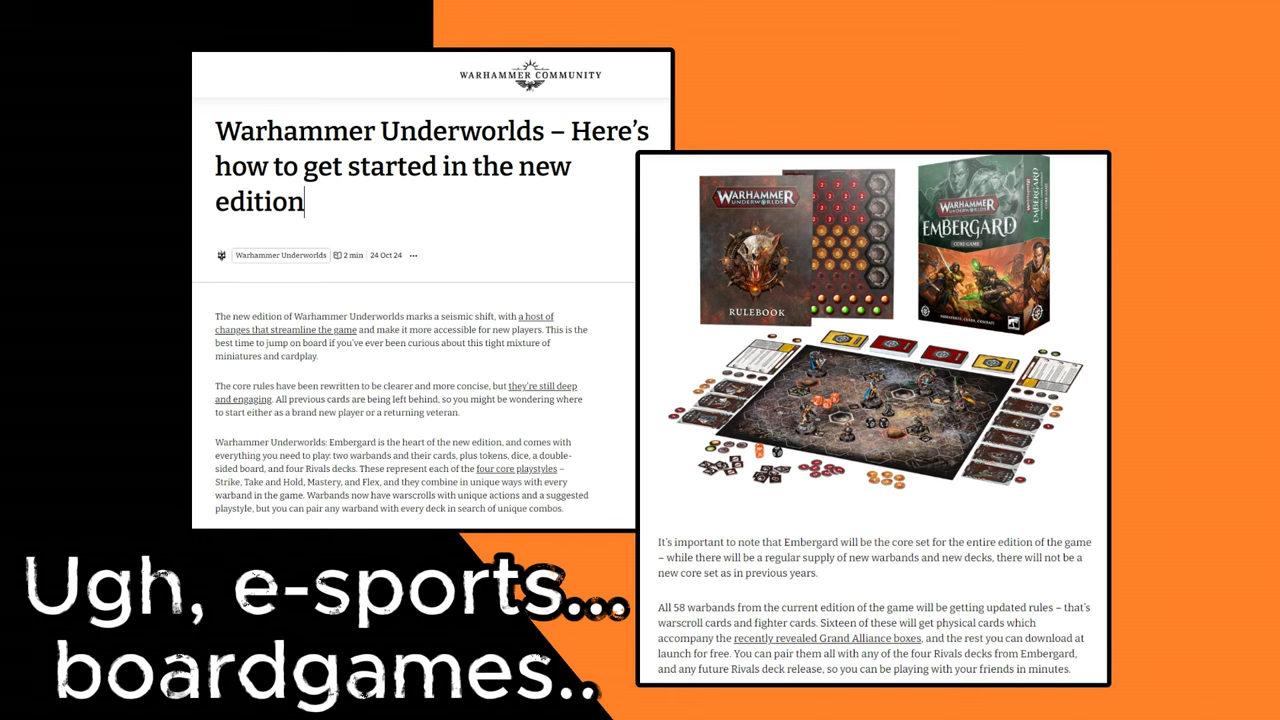 WARHAMMER COMMUNITY
Warhammer Underworlds – Here's
how to get started in the new
edition
Warhammer Underworlds 2 min 24 Oct 24 •••
The new edition of Warhammer Underworlds marks a seismic shift, with a host of
changes that streamline the game and make it more accessible for new players. This is the
best time to jump on board if you've ever been curious about this tight mixture of
miniatures and cardplay.
The core rules have been rewritten to be clearer and more concise, but they're still deep
and engaging. All previous cards are being left behind, so you might be wondering where
to start either as a brand new player or a returning veteran.
Warhammer Underworlds: Embergard is the heart of the new edition, and comes with
everything you need to play: two warbands and their cards, plus tokens, dice, a double-
sided board, and four Rivals decks. These represent each of the four core playstyles –
Strike, Take and Hold, Mastery, and Flex, and they combine in unique ways with every
warband in the game. Warbands now have warscrolls with unique actions and a suggested
playstyle, but you can pair any warband with every deck in search of unique combos.
WARHAMMER
UNDERWORLDS
RULEBOOK
WARHAMMER
UNDERWORLDS
EMBERGARD
CORE GAME
EMBERGARD
It's important to note that Embergard will be the core set for the entire edition of the game
– while there will be a regular supply of new warbands and new decks, there will not be a
new core set as in previous years.
All 58 warbands from the current edition of the game will be getting updated rules – that's
warscroll cards and fighter cards. Sixteen of these will get physical cards which
accompany the recently revealed Grand Alliance boxes, and the rest you can download at
launch for free. You can pair them all with any of the four Rivals decks from Embergard,
and any future Rivals deck release, so you can be playing with your friends in minutes.
Ugh, e-sports...
boardgames..